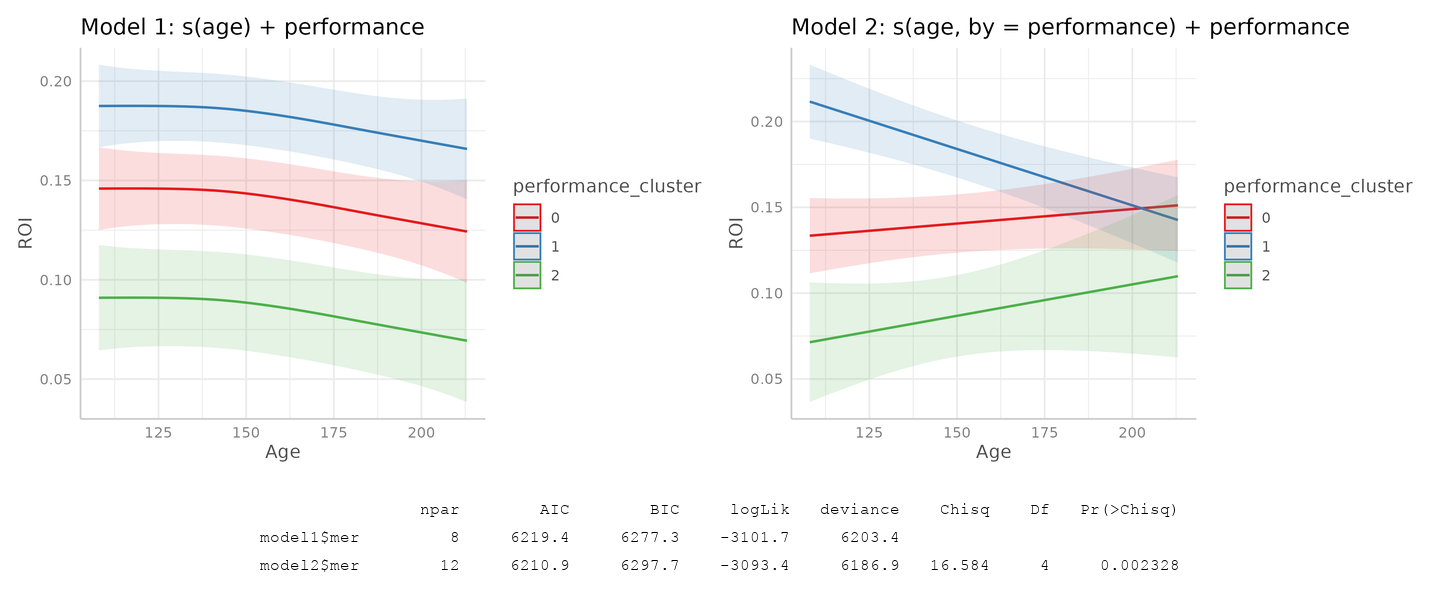 Model 1: s(age) + performance
0.20
0.15
0.10
0.05
ROI
125 150 175 200
Age
performance_cluster
0
1
2
Model 2: s(age, by = performance) + performance
0.20
0.15
0.10
0.05
ROI
125 150 175 200
Age
performance_cluster
0
1
2
npar AIC BIC logLik deviance Chisq Df Pr(>Chisq)
model1$mer 8 6219.4 6277.3 -3101.7 6203.4
model2$mer 12 6210.9 6297.7 -3093.4 6186.9 16.584 4 0.002328